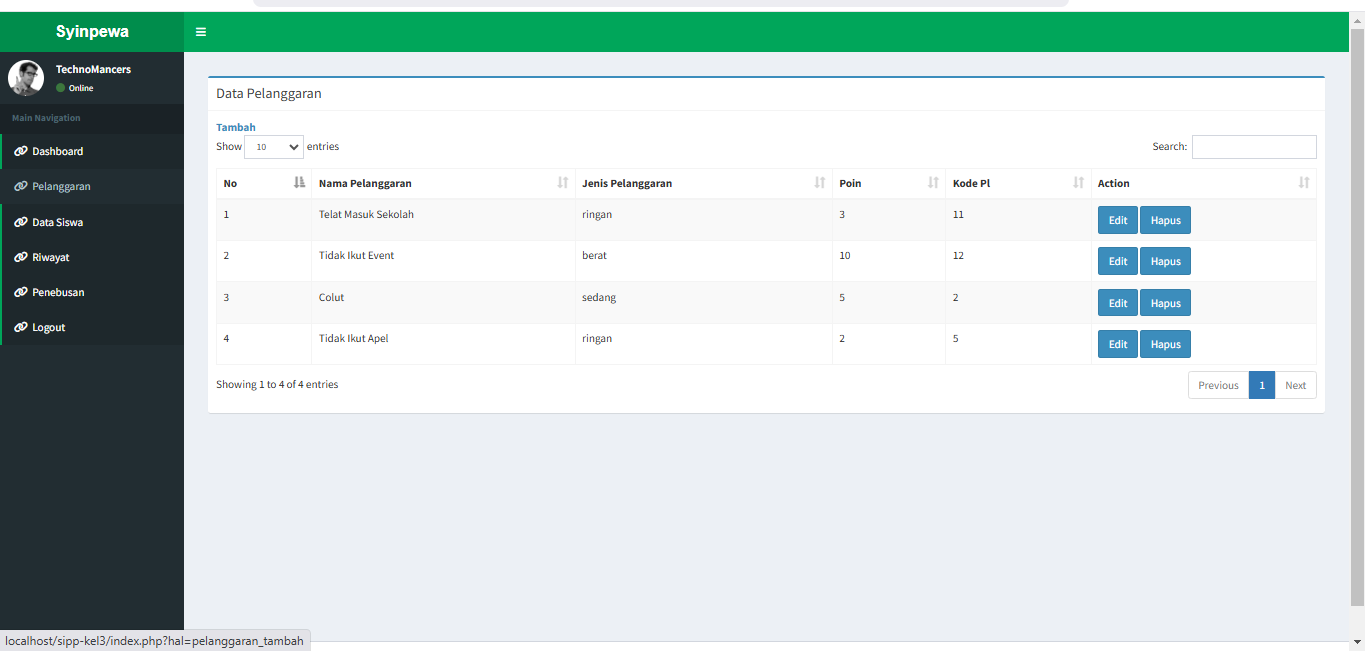 Syinpewa
TechnoMancers
Online
Main Navigation
Dashboard
Pelanggaran
Data Siswa
Riwayat
Penebusan
Logout
Data Pelanggaran
Tambah
Show 10 entries Search:
No Nama Pelanggaran Jenis Pelanggaran Poin Kode Pl Action
1 Telat Masuk Sekolah ringan 3 11 Edit Hapus
2 Tidak Ikut Event berat 10 12 Edit Hapus
3 Colut sedang 5 2 Edit Hapus
4 Tidak Ikut Apel ringan 2 5 Edit Hapus
Showing 1 to 4 of 4 entries Previous 1 Next
localhost/sipp-kel3/index.php?hal=pelanggaran_tambah